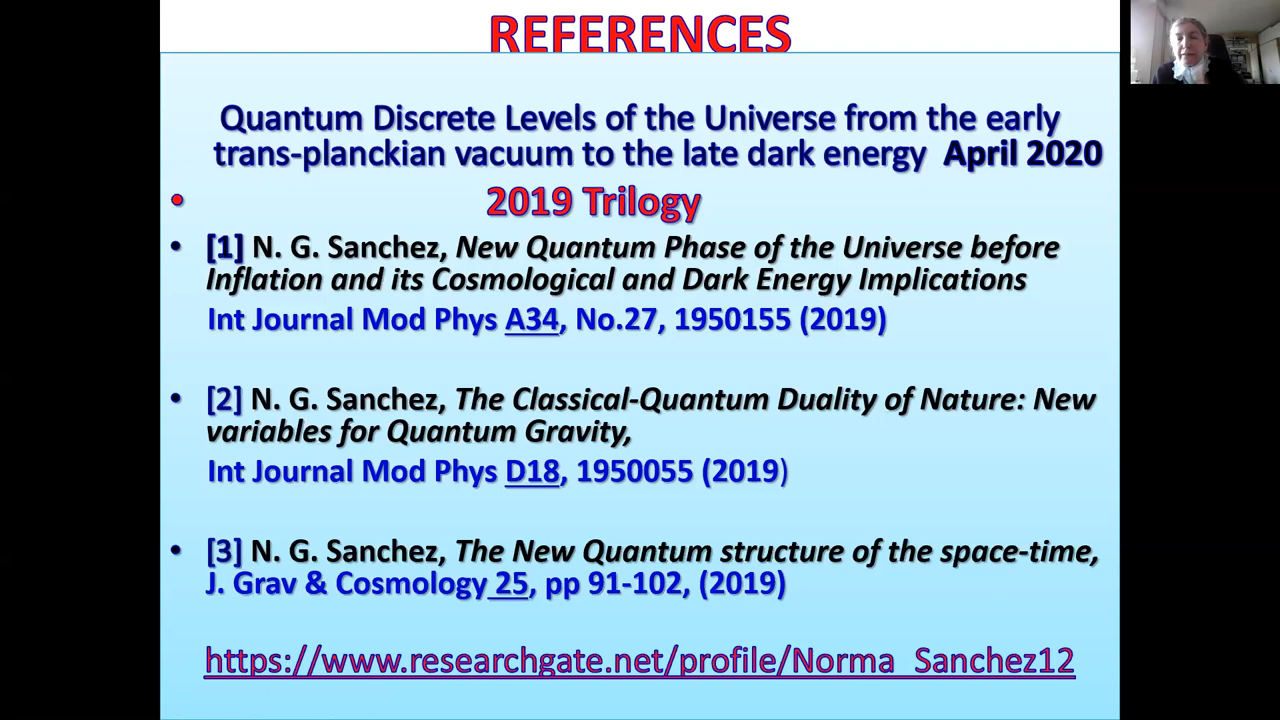 REFERENCES
Quantum Discrete Levels of the Universe from the early
trans-planckian vacuum to the late dark energy April 2020
• 2019 Trilogy
• [1] N. G. Sanchez, New Quantum Phase of the Universe before
Inflation and its Cosmological and Dark Energy Implications
Int Journal Mod Phys A34, No.27, 1950155 (2019)
• [2] N. G. Sanchez, The Classical-Quantum Duality of Nature: New
variables for Quantum Gravity,
Int Journal Mod Phys D18, 1950055 (2019)
• [3] N. G. Sanchez, The New Quantum structure of the space-time,
J. Grav & Cosmology 25, pp 91-102, (2019)
https://www.researchgate.net/profile/Norma_Sanchez12